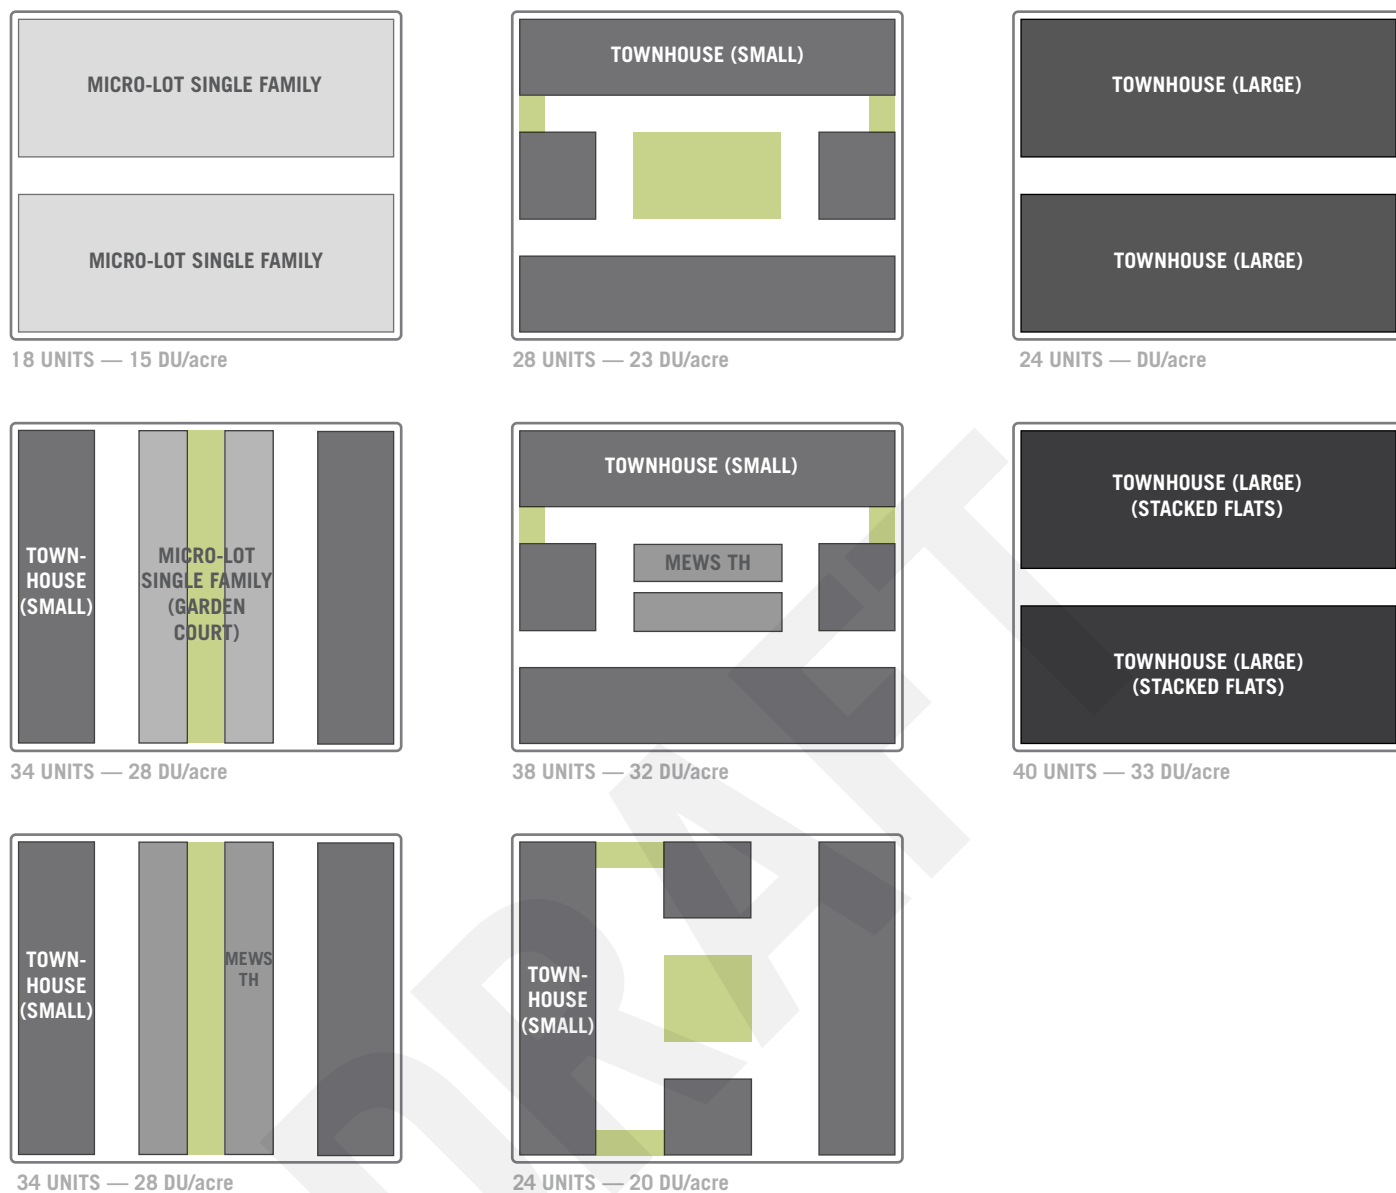 MICRO-LOT SINGLE FAMILY
MICRO-LOT SINGLE FAMILY
18 UNITS — 15 DU/acre
TOWNHOUSE (SMALL)
28 UNITS — 23 DU/acre
TOWNHOUSE (LARGE)
TOWNHOUSE (LARGE)
24 UNITS — DU/acre
TOWN-
HOUSE
(SMALL)
MICRO-LOT
SINGLE FAMILY
(GARDEN
COURT)
34 UNITS — 28 DU/acre
TOWNHOUSE (SMALL)
MEWS TH
38 UNITS — 32 DU/acre
TOWNHOUSE (LARGE)
(STACKED FLATS)
TOWNHOUSE (LARGE)
(STACKED FLATS)
40 UNITS — 33 DU/acre
TOWN-
HOUSE
(SMALL)
MEWS
TH
34 UNITS — 28 DU/acre
TOWN-
HOUSE
(SMALL)
24 UNITS — 20 DU/acre
DRAFT